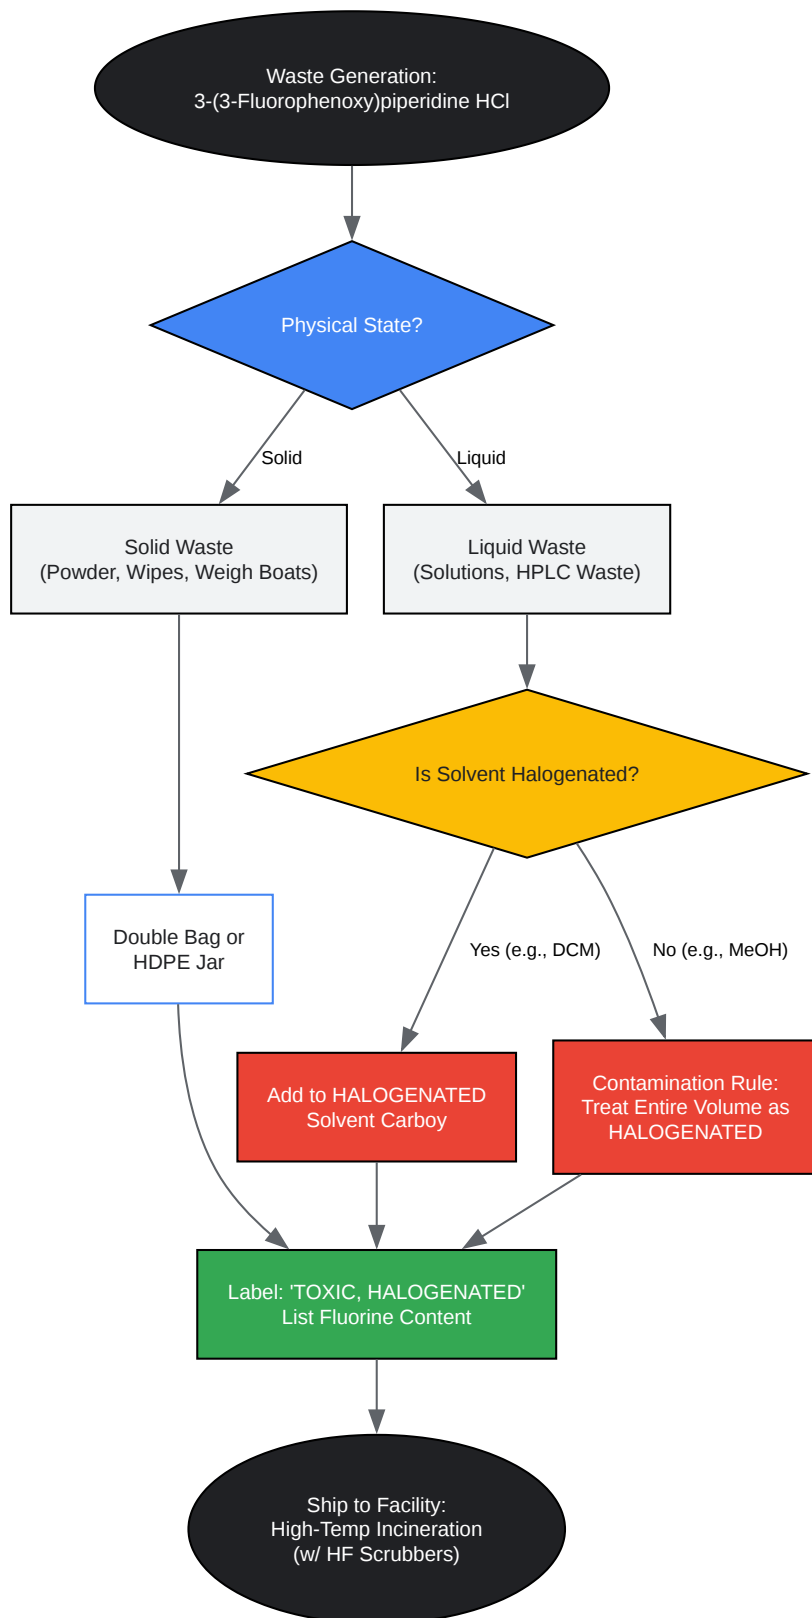 Waste Generation:
3-(3-Fluorophenoxy)piperidine HCl
Physical State?
Solid
Liquid
Solid Waste
(Powder, Wipes, Weigh Boats)
Liquid Waste
(Solutions, HPLC Waste)
Is Solvent Halogenated?
Double Bag or
HDPE Jar
Yes (e.g., DCM)
No (e.g., MeOH)
Add to HALOGENATED
Solvent Carboy
Contamination Rule:
Treat Entire Volume as
HALOGENATED
Label: 'TOXIC, HALOGENATED'
List Fluorine Content
Ship to Facility:
High-Temp Incineration
(w/ HF Scrubbers)